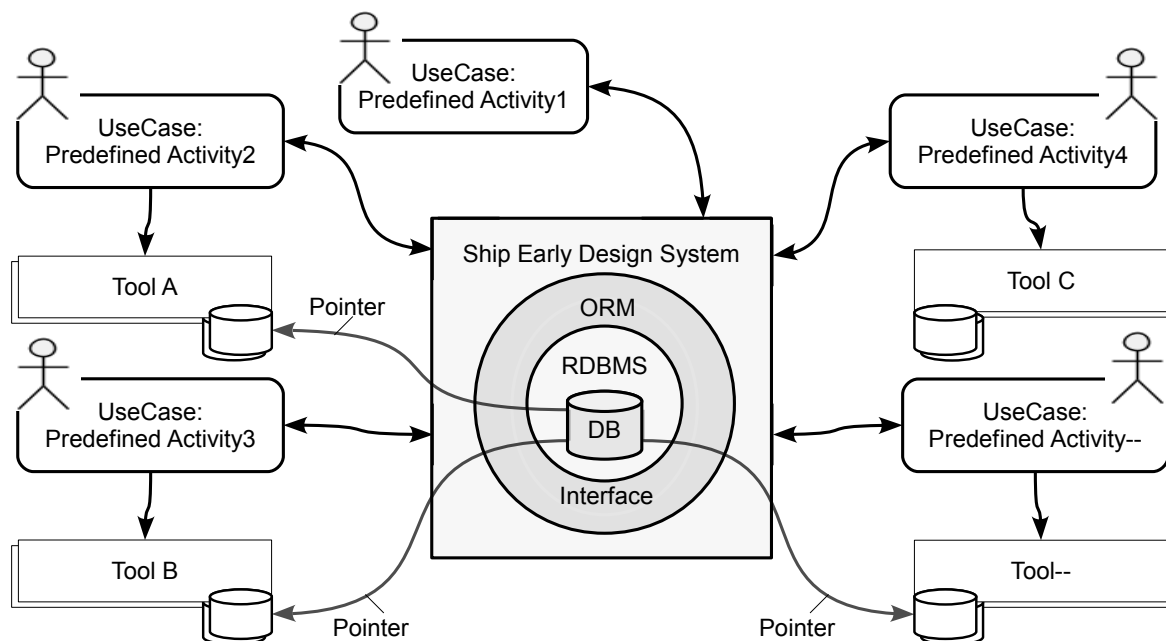 UseCase:
Predefined Activity1
UseCase:
Predefined Activity2
UseCase:
Predefined Activity4
Ship Early Design System
Tool A
Tool C
Pointer
ORM
RDBMS
DB
Interface
UseCase:
Predefined Activity3
UseCase:
Predefined Activity--
Tool B
Tool--
Pointer
Pointer